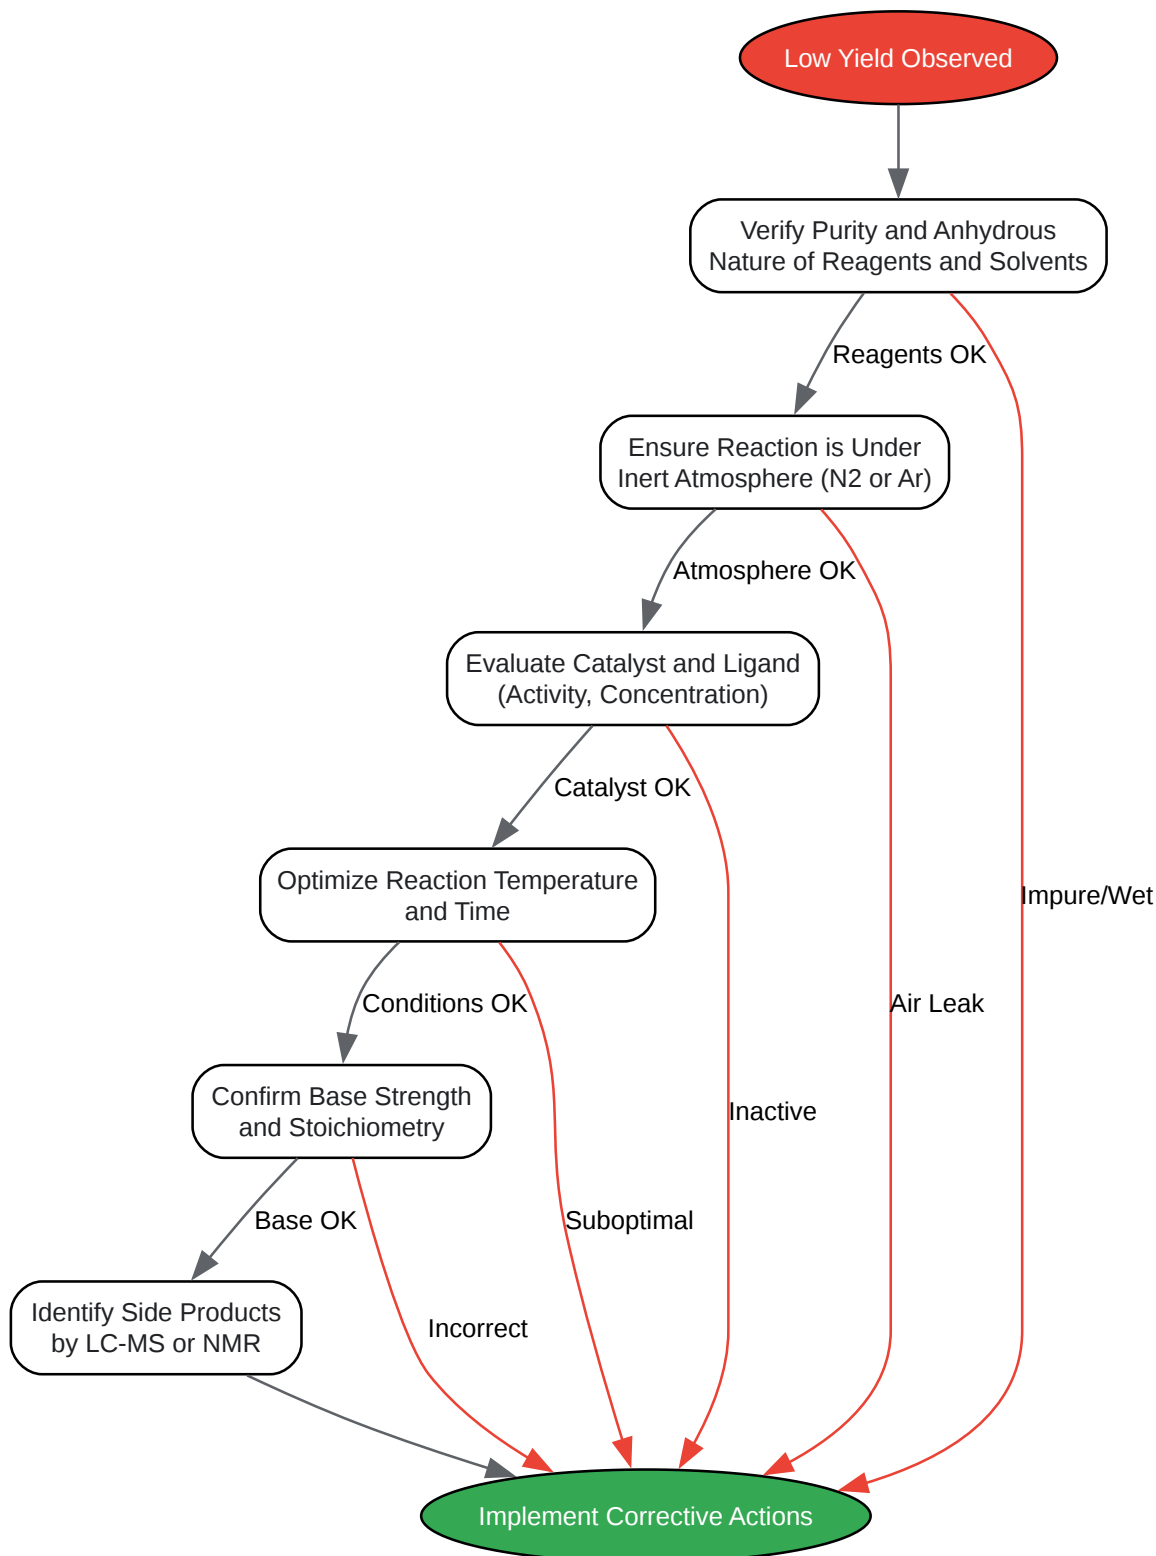 Low Yield Observed
Verify Purity and Anhydrous
Nature of Reagents and Solvents
Reagents OK
Ensure Reaction is Under
Inert Atmosphere (N2 or Ar)
Atmosphere OK
Evaluate Catalyst and Ligand
(Activity, Concentration)
Catalyst OK
Optimize Reaction Temperature
and Time
Impure/Wet
Conditions OK
Air Leak
Confirm Base Strength
and Stoichiometry
Inactive
Base OK
Suboptimal
Identify Side Products
by LC-MS or NMR
Incorrect
Implement Corrective Actions